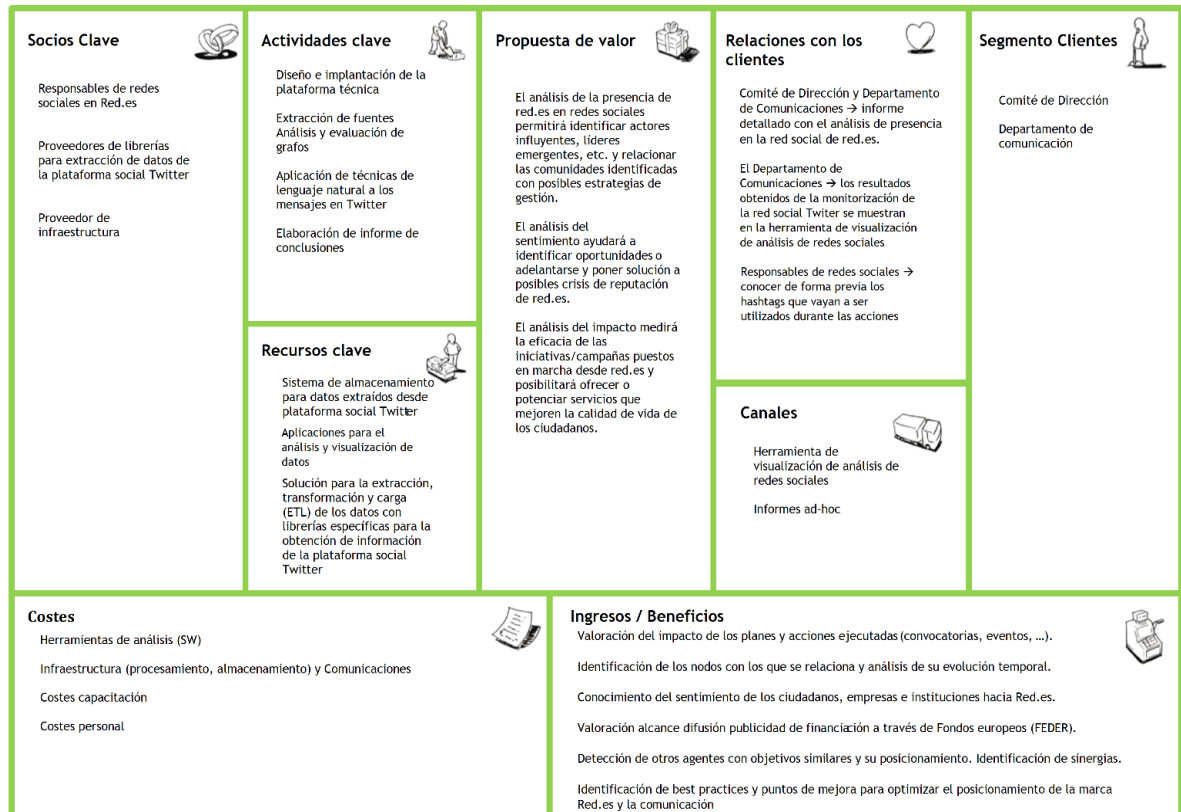 Socios Clave
Responsables de redes
sociales en Red.es
Proveedores de librerías
para extracción de datos de
la plataforma social Twitter
Proveedor de
infraestructura
Actividades clave
Diseño e implantación de la
plataforma técnica
Extracción de fuentes
Análisis y evaluación de
grafos
Aplicación de técnicas de
lenguaje natural a los
mensajes en Twitter
Elaboración de informe de
conclusiones
Recursos clave
Sistema de almacenamiento
para datos extraídos desde
plataforma social Twitter
Aplicaciones para el
análisis y visualización de
datos
Solución para la extracción,
transformación y carga
(ETL) de los datos con
librerías específicas para la
obtención de información
de la plataforma social
Twitter
Propuesta de valor
El análisis de la presencia de
red.es en redes sociales
permitirá identificar actores
influyentes, líderes
emergentes, etc. y relacionar
las comunidades identificadas
con posibles estrategias de
gestión.
El análisis del
sentimiento ayudará a
identificar oportunidades o
adelantarse y poner solución a
posibles crisis de reputación
de red.es.
El análisis del impacto medirá
la eficacia de las
iniciativas/campañas puestos
en marcha desde red.es y
posibilitará ofrecer o
potenciar servicios que
mejoren la calidad de vida de
los ciudadanos.
Relaciones con los
clientes
Comité de Dirección y Departamento
de Comunicaciones → informe
detallado con el análisis de presencia
en la red social de red.es.
El Departamento de
Comunicaciones → los resultados
obtenidos de la monitorización de
la red social Twiter se muestran
en la herramienta de visualización
de análisis de redes sociales
Responsables de redes sociales →
conocer de forma previa los
hashtags que vayan a ser
utilizados durante las acciones
Canales
Herramienta de
visualización de análisis de
redes sociales
Informes ad-hoc
Segmento Clientes
Comité de Dirección
Departamento de
comunicación
Costes
Herramientas de análisis (SW)
Infraestructura (procesamiento, almacenamiento) y Comunicaciones
Costes capacitación
Costes personal
Ingresos / Beneficios
Valoración del impacto de los planes y acciones ejecutadas (convocatorias, eventos, …).
Identificación de los nodos con los que se relaciona y análisis de su evolución temporal.
Conocimiento del sentimiento de los ciudadanos, empresas e instituciones hacia Red.es.
Valoración alcance difusión publicidad de financiación a través de Fondos europeos (FEDER).
Detección de otros agentes con objetivos similares y su posicionamiento. Identificación de sinergias.
Identificación de best practices y puntos de mejora para optimizar el posicionamiento de la marca
Red.es y la comunicación